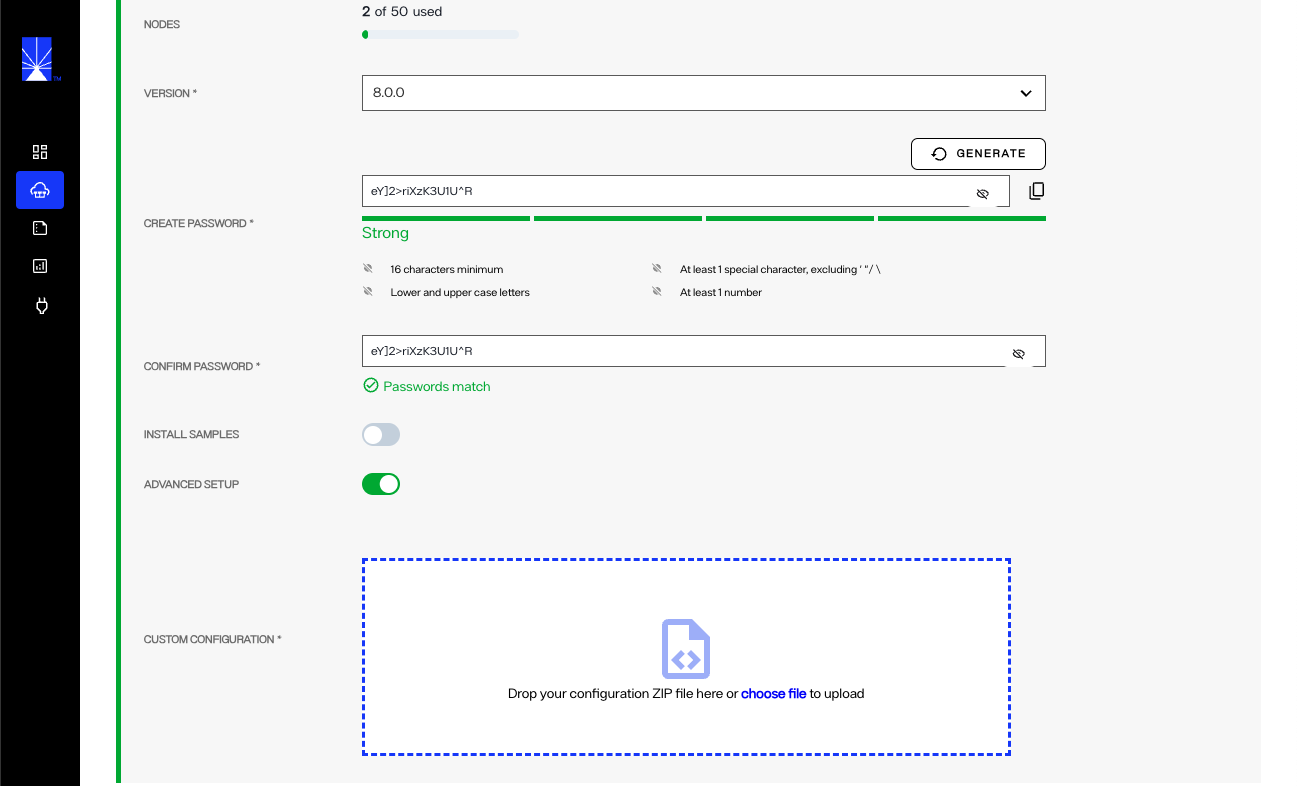 2 of 50 used
NODES
VERSION *
8.0.0
GENERATE
eY]2>riXzK3U1U^R
CREATE PASSWORD *
Strong
16 characters minimum
At least 1 special character, excluding ' "/ \
Lower and upper case letters
At least 1 number
eY]2>riXzK3U1U^R
CONFIRM PASSWORD *
Passwords match
INSTALL SAMPLES
ADVANCED SETUP
CUSTOM CONFIGURATION *
Drop your configuration ZIP file here or choose file to upload
TM